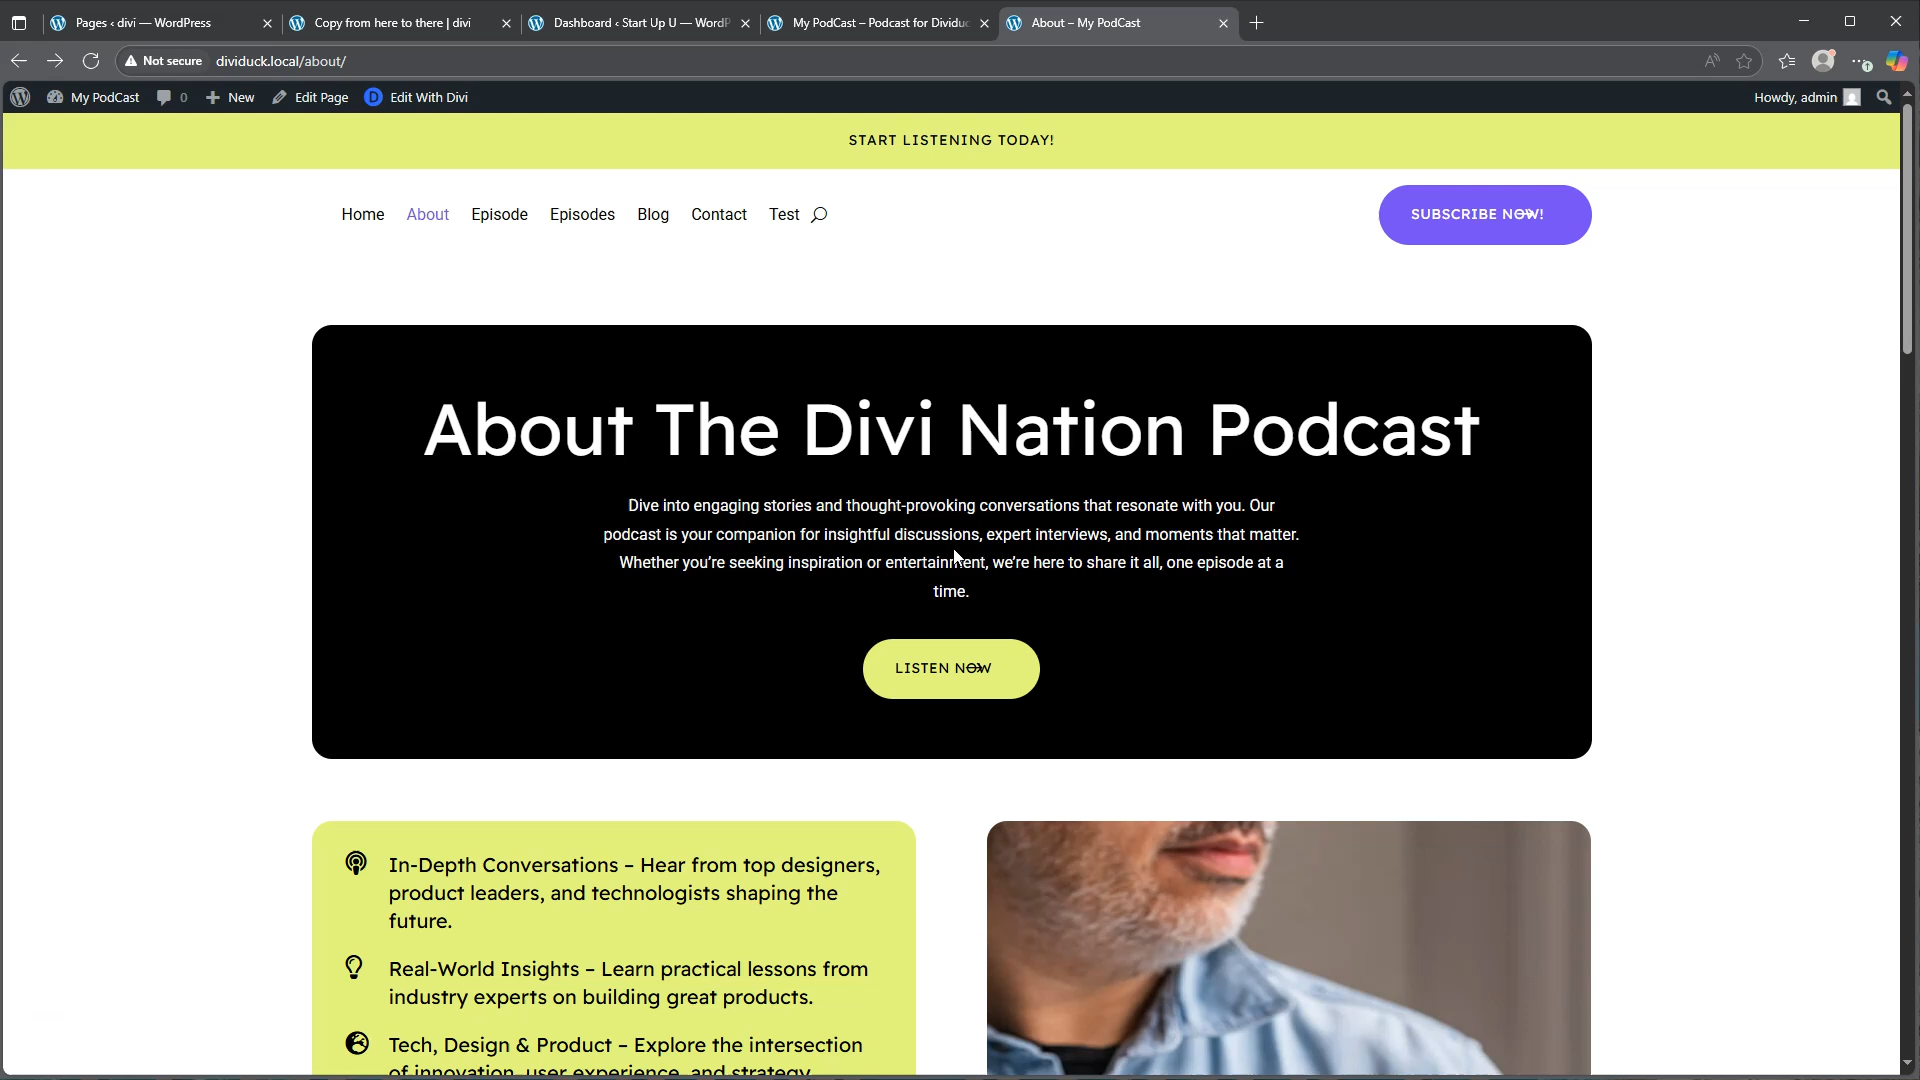 Pages ‹ divi — WordPress
Copy from here to there | divi
Dashboard ‹ Start Up U — WordP
My PodCast – Podcast for Dividuc
About – My PodCast
Not secure
dividuck.local/about/
My PodCast
0
New
Edit Page
D
Edit With Divi
Howdy, admin
START LISTENING TODAY!
Home
About
Episode
Episodes
Blog
Contact
Test
SUBSCRIBE NOW!
About The Divi Nation Podcast
Dive into engaging stories and thought-provoking conversations that resonate with you. Our
podcast is your companion for insightful discussions, expert interviews, and moments that matter.
Whether you’re seeking inspiration or entertainment, we’re here to share it all, one episode at a
time.
LISTEN NOW
In-Depth Conversations – Hear from top designers,
product leaders, and technologists shaping the
future.
Real-World Insights – Learn practical lessons from
industry experts on building great products.
Tech, Design & Product – Explore the intersection
of innovation, user experience, and strategy